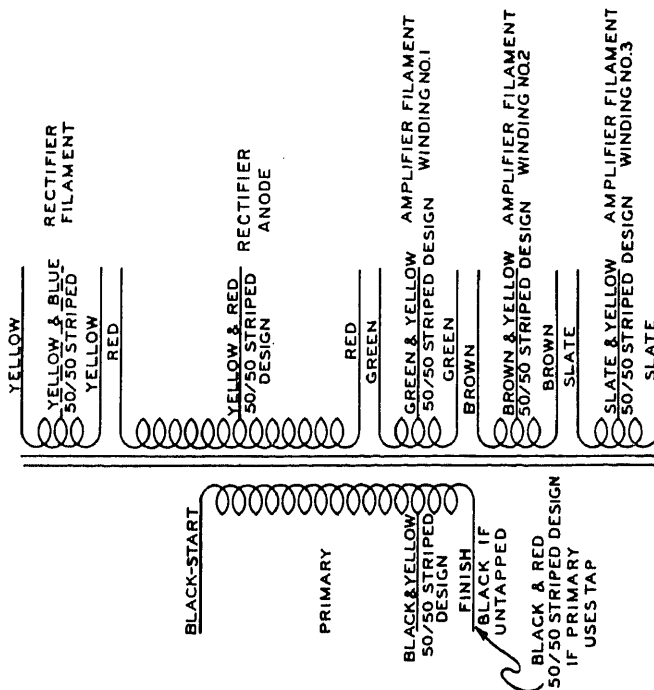 YELLOW
YELLOW & BLUE
50/50 STRIPED
YELLOW
RECTIFIER
FILAMENT
RED
YELLOW & RED
50/50 STRIPED
DESIGN
RED
RECTIFIER
ANODE
GREEN
GREEN & YELLOW
50/50 STRIPED DESIGN
GREEN
AMPLIFIER FILAMENT
WINDING NO.1
BROWN
BROWN & YELLOW
50/50 STRIPED DESIGN
BROWN
AMPLIFIER FILAMENT
WINDING NO.2
SLATE
SLATE & YELLOW
50/50 STRIPED DESIGN
SLATE
AMPLIFIER FILAMENT
WINDING NO.3
BLACK-START
PRIMARY
BLACK & YELLOW
50/50 STRIPED
DESIGN
FINISH
BLACK IF
UNTAPPED
BLACK & RED
50/50 STRIPED DESIGN
IF PRIMARY
USES TAP